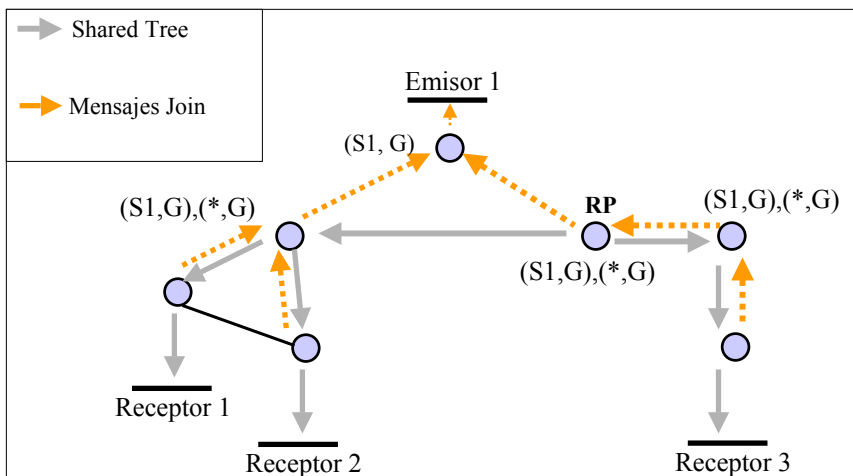 Shared Tree
Mensajes Join
Emisor 1
(S1, G)
(S1,G),(*,G)
RP
(S1,G),(*,G)
(S1,G),(*,G)
Receptor 1
Receptor 2
Receptor 3